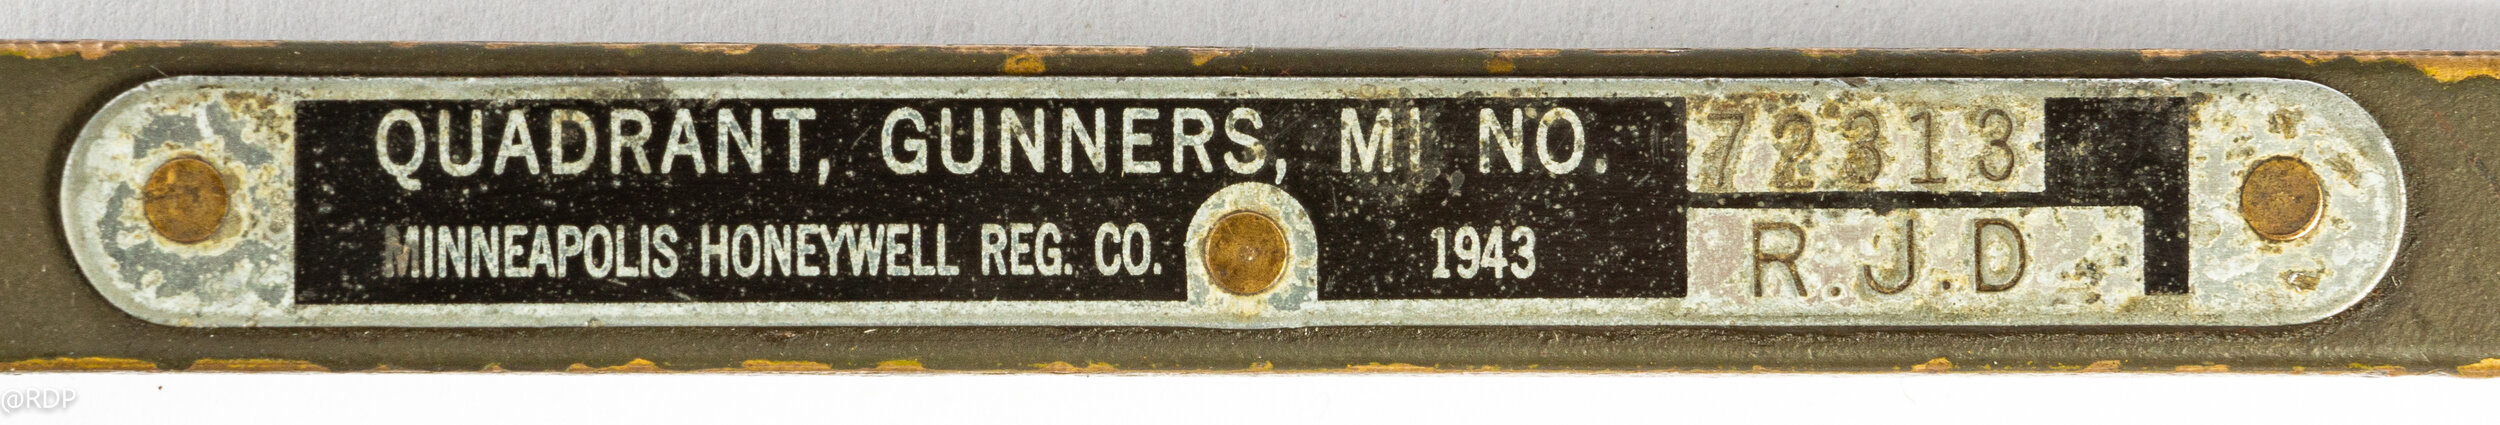 QUADRANT, GUNNERS, MI NO. 72313
MINNEAPOLIS HONEYWELL REG. CO. 1943 R.J.D
@RDP